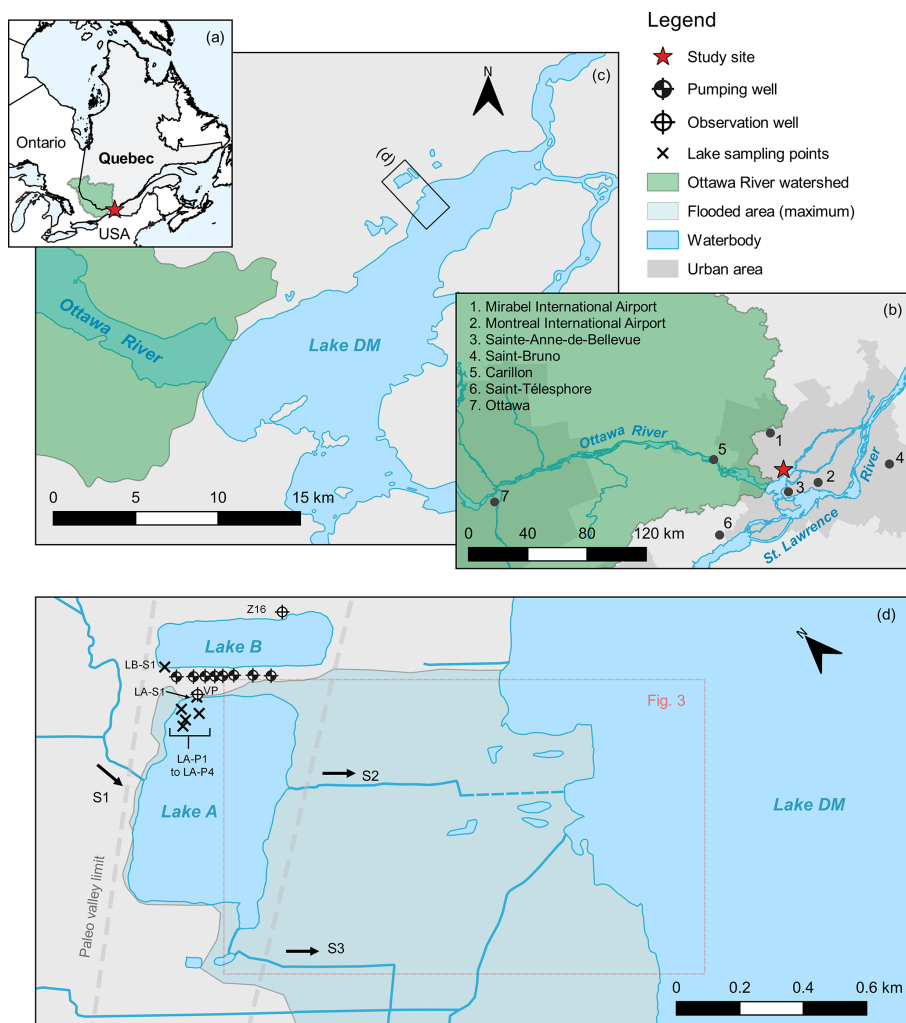 (a)
Ontario
Quebec
USA
(c)
N
(d)
Ottawa River
Lake DM
0 5 10 15 km
Legend
Study site
Pumping well
Observation well
Lake sampling points
Ottawa River watershed
Flooded area (maximum)
Waterbody
Urban area
(b)
1. Mirabel International Airport
2. Montreal International Airport
3. Sainte-Anne-de-Bellevue
4. Saint-Bruno
5. Carillon
6. Saint-Télesphore
7. Ottawa
Ottawa River
1
5
4
2
3
7
6
St. Lawrence River
0 40 80 120 km
(d)
N
Z16
Lake B
LB-S1
LA-S1
VP
Fig. 3
LA-P1
to LA-P4
S1
S2
Lake A
Lake DM
Paleo valley limit
S3
0 0.2 0.4 0.6 km